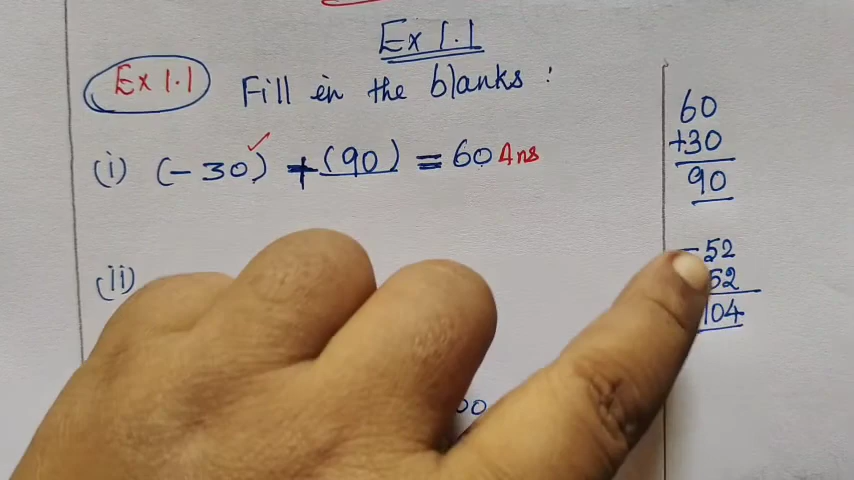 Ex 1.1
Ex 1.1 Fill in the blanks :
(i) (-30) + (90) = 60 Ans
(ii)
60
+30
90
- 52
52
104